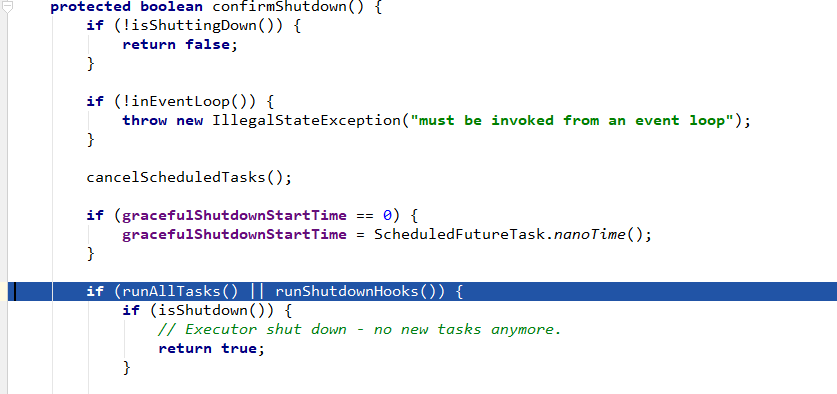 protected boolean confirmShutdown() {
if (!isShuttingDown()) {
return false;
}
if (!inEventLoop()) {
throw new IllegalStateException("must be invoked from an event loop");
}
cancelScheduledTasks();
if (gracefulShutdownStartTime == 0) {
gracefulShutdownStartTime = ScheduledFutureTask.nanoTime();
}
if (runAllTasks() || runShutdownHooks()) {
if (isShutdown()) {
// Executor shut down - no new tasks anymore.
return true;
}